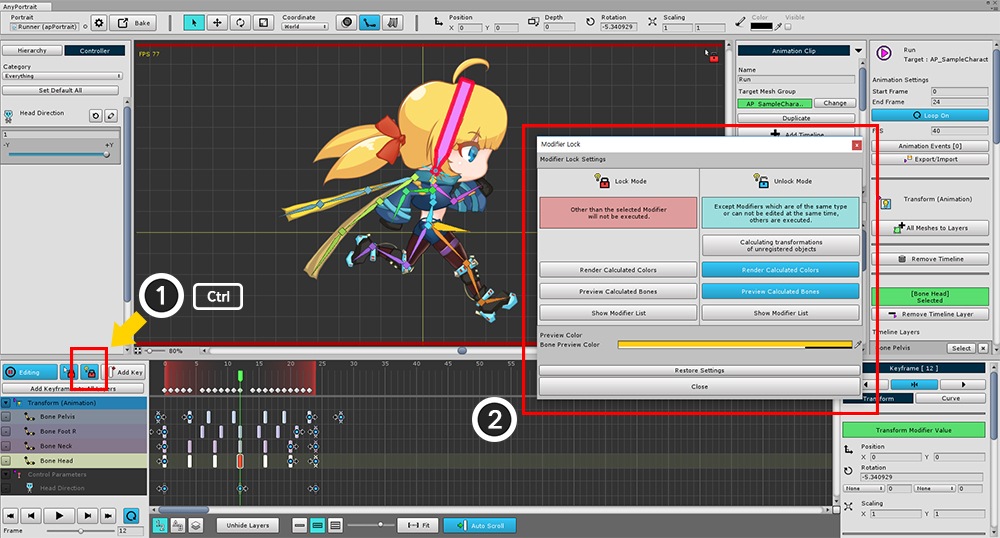 AnyPortrait
Portrait
Runner (apPortrait)
Bake
Coordinate
World
Position
X 0 Y 0
Depth
0
Rotation
-5.340929
Scaling
1 1
Color
Visible
Hierarchy
Controller
Category
Everything
Set Default All
Head Direction
1
-Y
+Y
FPS 77
80%
Animation Clip
Name
Run
Target Mesh Group
AP_SampleCharac..
Change
Duplicate
Add Timeline
Run
Target : AP_SampleCharact
Animation Settings
Start Frame 0
End Frame 24
Loop On
FPS 40
Animation Events [0]
Export/Import
Transform (Animation)
All Meshes to Layers
Remove Timeline
[Bone Head]
Selected
Remove Timeline Layer
Timeline Layers
Bone Pelvis
Select
X
Modifier Lock
Modifier Lock Settings
Lock Mode
Unlock Mode
Other than the selected Modifier
will not be executed.
Except Modifiers which are of the same type
or can not be edited at the same time,
others are executed.
Calculating transformations
of unregistered objects
Render Calculated Colors
Render Calculated Colors
Preview Calculated Bones
Preview Calculated Bones
Show Modifier List
Show Modifier List
Preview Color
Bone Preview Color
Restore Settings
Close
1
Ctrl
2
Editing
Add Key
Transform (Animation)
Bone Pelvis
Bone Foot R
Bone Neck
Bone Head
Control Parameters
Head Direction
0 5 10 15 20 25 30 35 40 45 50 55
Frame
12
Unhide Layers
Fit
Auto Scroll
Keyframe [ 12 ]
Transform
Curve
Transform Modifier Value
Position
X 0 Y 0
Rotation
-5.340929
None 0 None 0
Scaling
X 1 Y 1